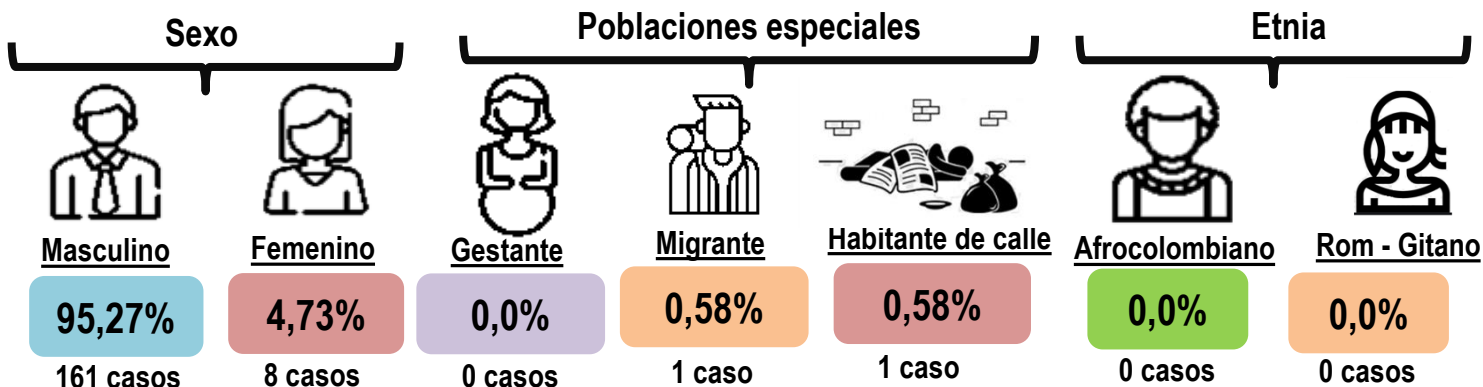 Sexo
Poblaciones especiales
Etnia
Masculino
Femenino
Gestante
Migrante
Habitante de calle
Afrocolombiano
Rom - Gitano
95,27%
4,73%
0,0%
0,58%
0,58%
0,0%
0,0%
161 casos
8 casos
0 casos
1 caso
1 caso
0 casos
0 casos